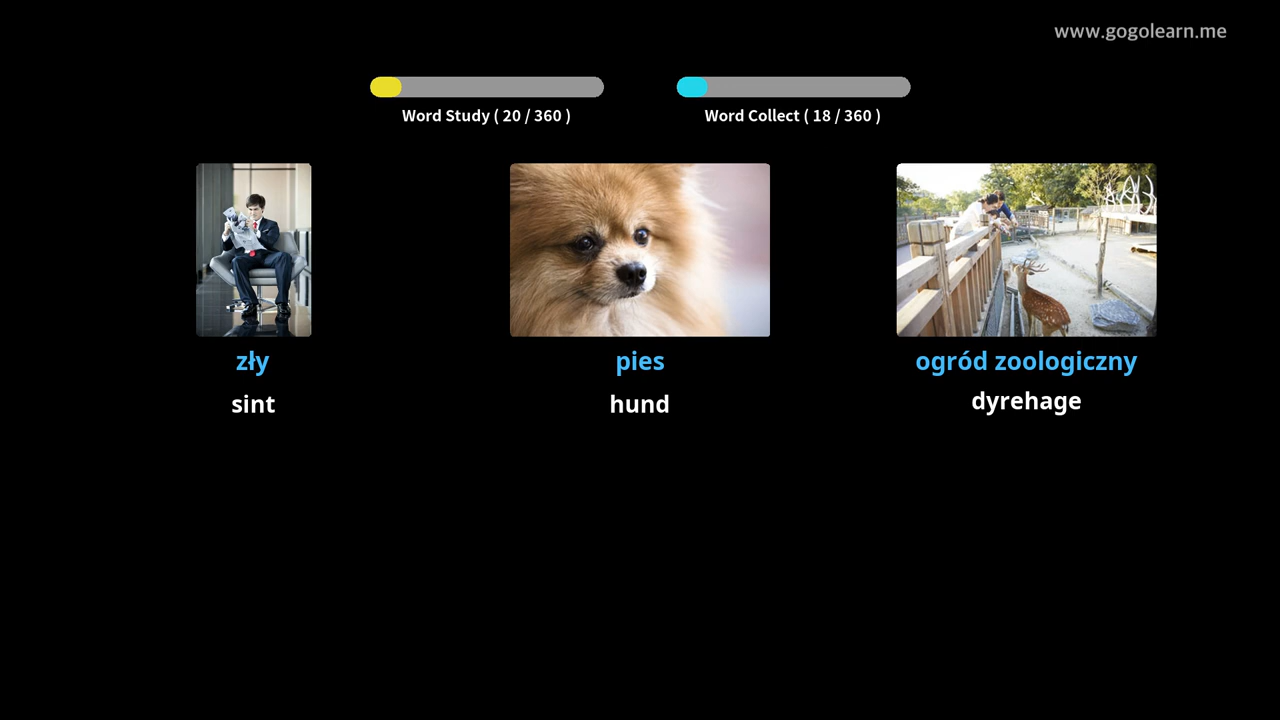 www.gogolearn.me
Word Study ( 20 / 360 )
Word Collect ( 18 / 360 )
zły
pies
ogród zoologiczny
sint
hund
dyrehage